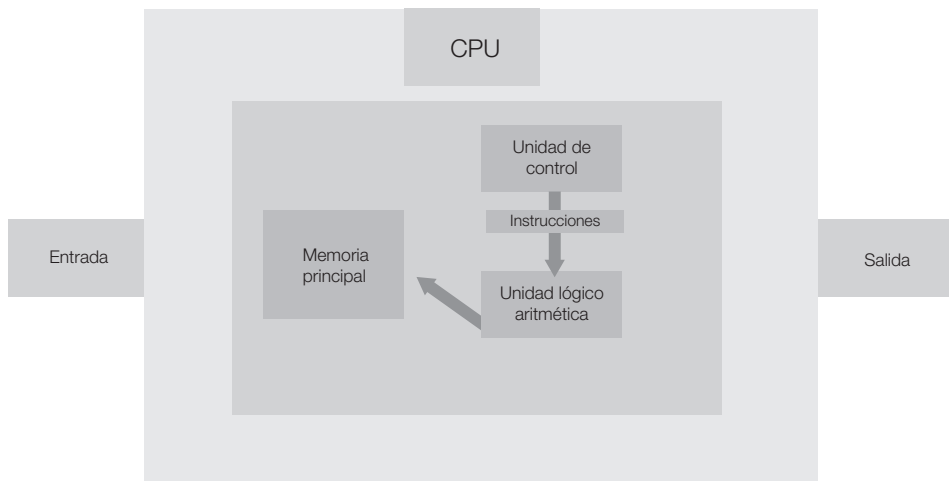 CPU
Unidad de
control
Instrucciones
Entrada
Memoria
principal
Unidad lógico
aritmética
Salida